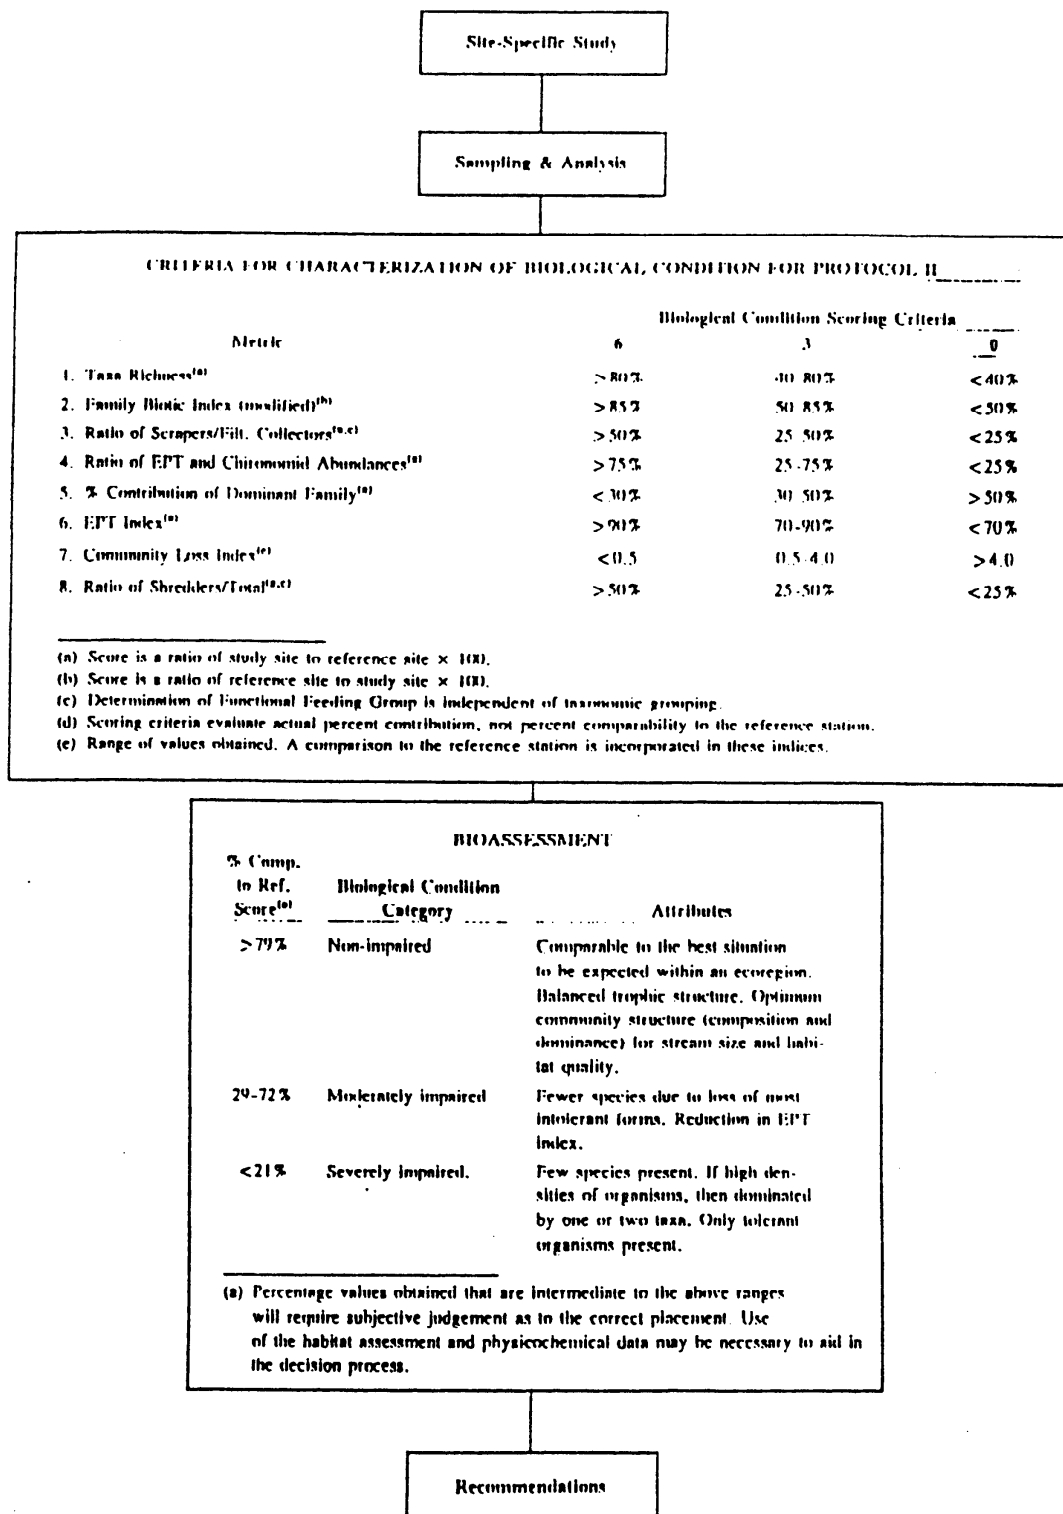 Site-Specific Study
Sampling & Analysis
CRITERIA FOR CHARACTERIZATION OF BIOLOGICAL CONDITION FOR PROTOCOL II
Biological Condition Scoring Criteria
Metric 6 3 0
1. Taxa Richness(a) >80% 40-80% <40%
2. Family Biotic Index (modified)(b) >85% 50-85% <50%
3. Ratio of Scrapers/Filt. Collectors(a,c) >50% 25-50% <25%
4. Ratio of EPT and Chironomid Abundances(a) >75% 25-75% <25%
5. % Contribution of Dominant Family(a) <30% 30-50% >50%
6. EPT Index(a) >90% 70-90% <70%
7. Community Loss Index(e) <0.5 0.5-4.0 >4.0
8. Ratio of Shredders/Total(a,c) >50% 25-50% <25%
(a) Score is a ratio of study site to reference site × 100.
(b) Score is a ratio of reference site to study site × 100.
(c) Determination of Functional Feeding Group is independent of taxonomic grouping.
(d) Scoring criteria evaluate actual percent contribution, not percent comparability to the reference station.
(e) Range of values obtained. A comparison to the reference station is incorporated in these indices.
BIOASSESSMENT
% Comp.
to Ref. Biological Condition
Score(a) Category Attributes
>79% Non-impaired Comparable to the best situation
to be expected within an ecoregion.
Balanced trophic structure. Optimum
community structure (composition and
dominance) for stream size and habi-
tat quality.
29-72% Moderately impaired Fewer species due to loss of most
intolerant forms. Reduction in EPT
Index.
<21% Severely impaired. Few species present. If high den-
sities of organisms, then dominated
by one or two taxa. Only tolerant
organisms present.
(a) Percentage values obtained that are intermediate to the above ranges
will require subjective judgement as to the correct placement. Use
of the habitat assessment and physicochemical data may be necessary to aid in
the decision process.
Recommendations